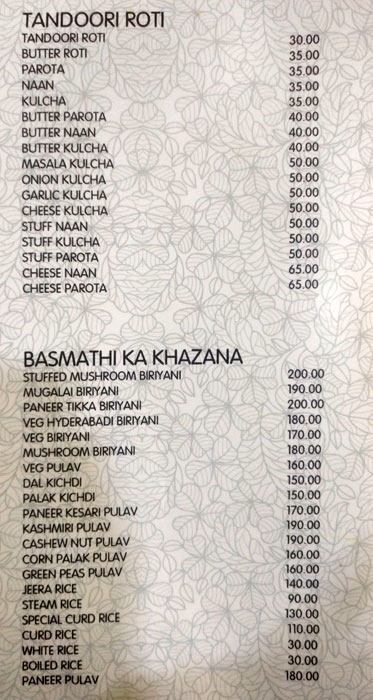 TANDOORI ROTI
TANDOORI ROTI 30.00
BUTTER ROTI 35.00
PAROTA 35.00
NAAN 35.00
KULCHA 35.00
BUTTER PAROTA 40.00
BUTTER NAAN 40.00
BUTTER KULCHA 40.00
MASALA KULCHA 50.00
ONION KULCHA 50.00
GARLIC KULCHA 50.00
CHEESE KULCHA 50.00
STUFF NAAN 50.00
STUFF KULCHA 50.00
STUFF PAROTA 50.00
CHEESE NAAN 65.00
CHEESE PAROTA 65.00
BASMATHI KA KHAZANA
STUFFED MUSHROOM BIRIYANI 200.00
MUGALAI BIRIYANI 190.00
PANEER TIKKA BIRIYANI 200.00
VEG HYDERABADI BIRIYANI 180.00
VEG BIRIYANI 170.00
MUSHROOM BIRIYANI 180.00
VEG PULAV 160.00
DAL KICHDI 150.00
PALAK KICHDI 150.00
PANEER KESARI PULAV 170.00
KASHMIRI PULAV 190.00
CASHEW NUT PULAV 190.00
CORN PALAK PULAV 160.00
GREEN PEAS PULAV 160.00
JEERA RICE 140.00
STEAM RICE 90.00
SPECIAL CURD RICE 130.00
CURD RICE 110.00
WHITE RICE 30.00
BOILED RICE 30.00
PANEER PULAV 180.00